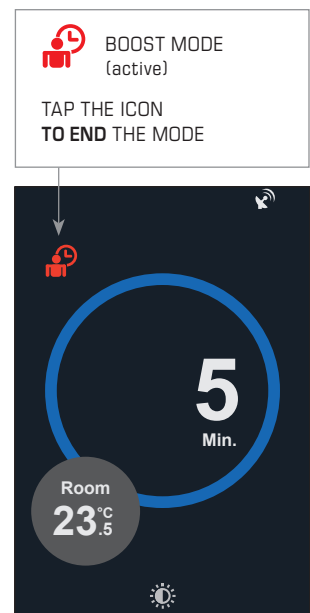 BOOST MODE
(active)
TAP THE ICON
TO END THE MODE
5
Min.
Room
23°C.5